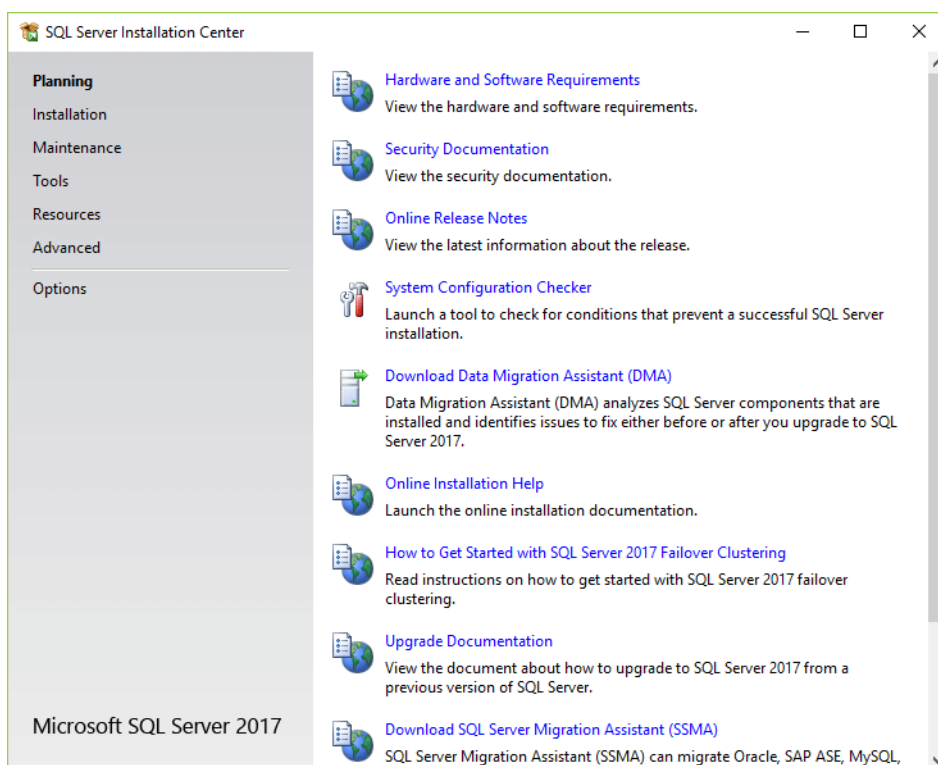 SQL Server Installation Center
Planning
Installation
Maintenance
Tools
Resources
Advanced
Options
Microsoft SQL Server 2017
Hardware and Software Requirements
View the hardware and software requirements.
Security Documentation
View the security documentation.
Online Release Notes
View the latest information about the release.
System Configuration Checker
Launch a tool to check for conditions that prevent a successful SQL Server
installation.
Download Data Migration Assistant (DMA)
Data Migration Assistant (DMA) analyzes SQL Server components that are
installed and identifies issues to fix either before or after you upgrade to SQL
Server 2017.
Online Installation Help
Launch the online installation documentation.
How to Get Started with SQL Server 2017 Failover Clustering
Read instructions on how to get started with SQL Server 2017 failover
clustering.
Upgrade Documentation
View the document about how to upgrade to SQL Server 2017 from a
previous version of SQL Server.
Download SQL Server Migration Assistant (SSMA)
SQL Server Migration Assistant (SSMA) can migrate Oracle, SAP ASE, MySQL,